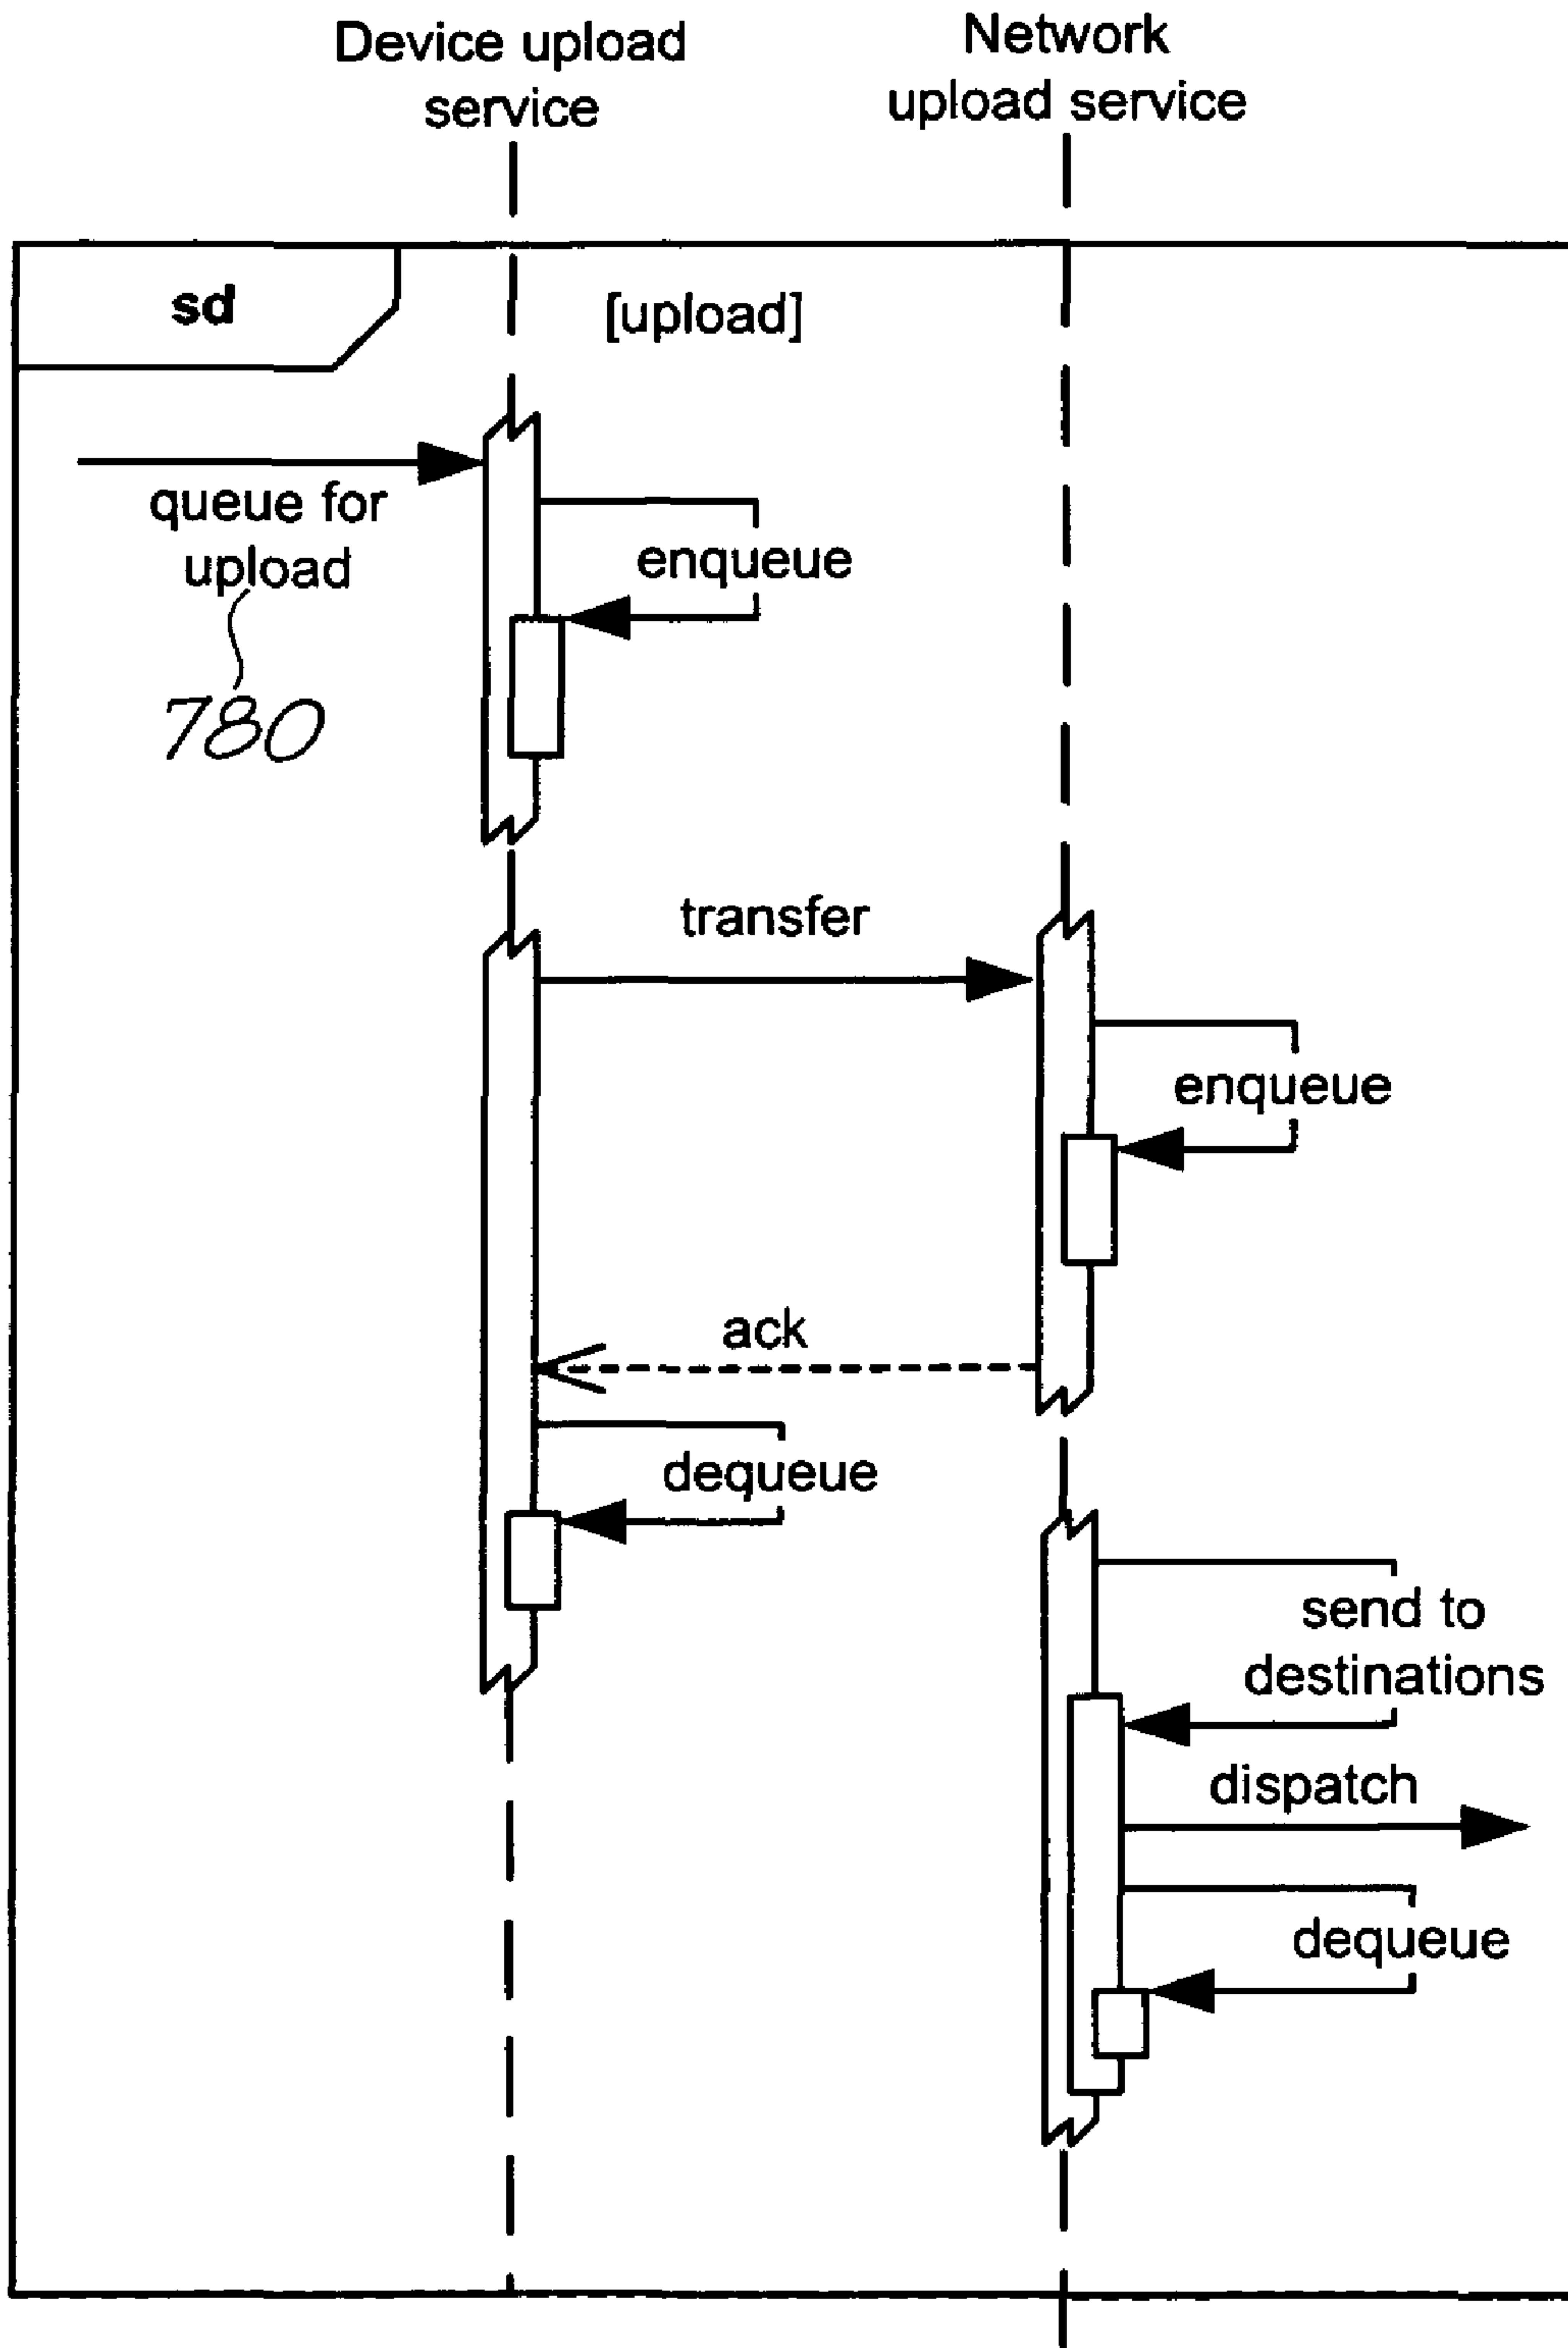 Device upload
service
Network
upload service
sd
[upload]
queue for
upload
780
enqueue
transfer
enqueue
ack
dequeue
send to
destinations
dispatch
dequeue